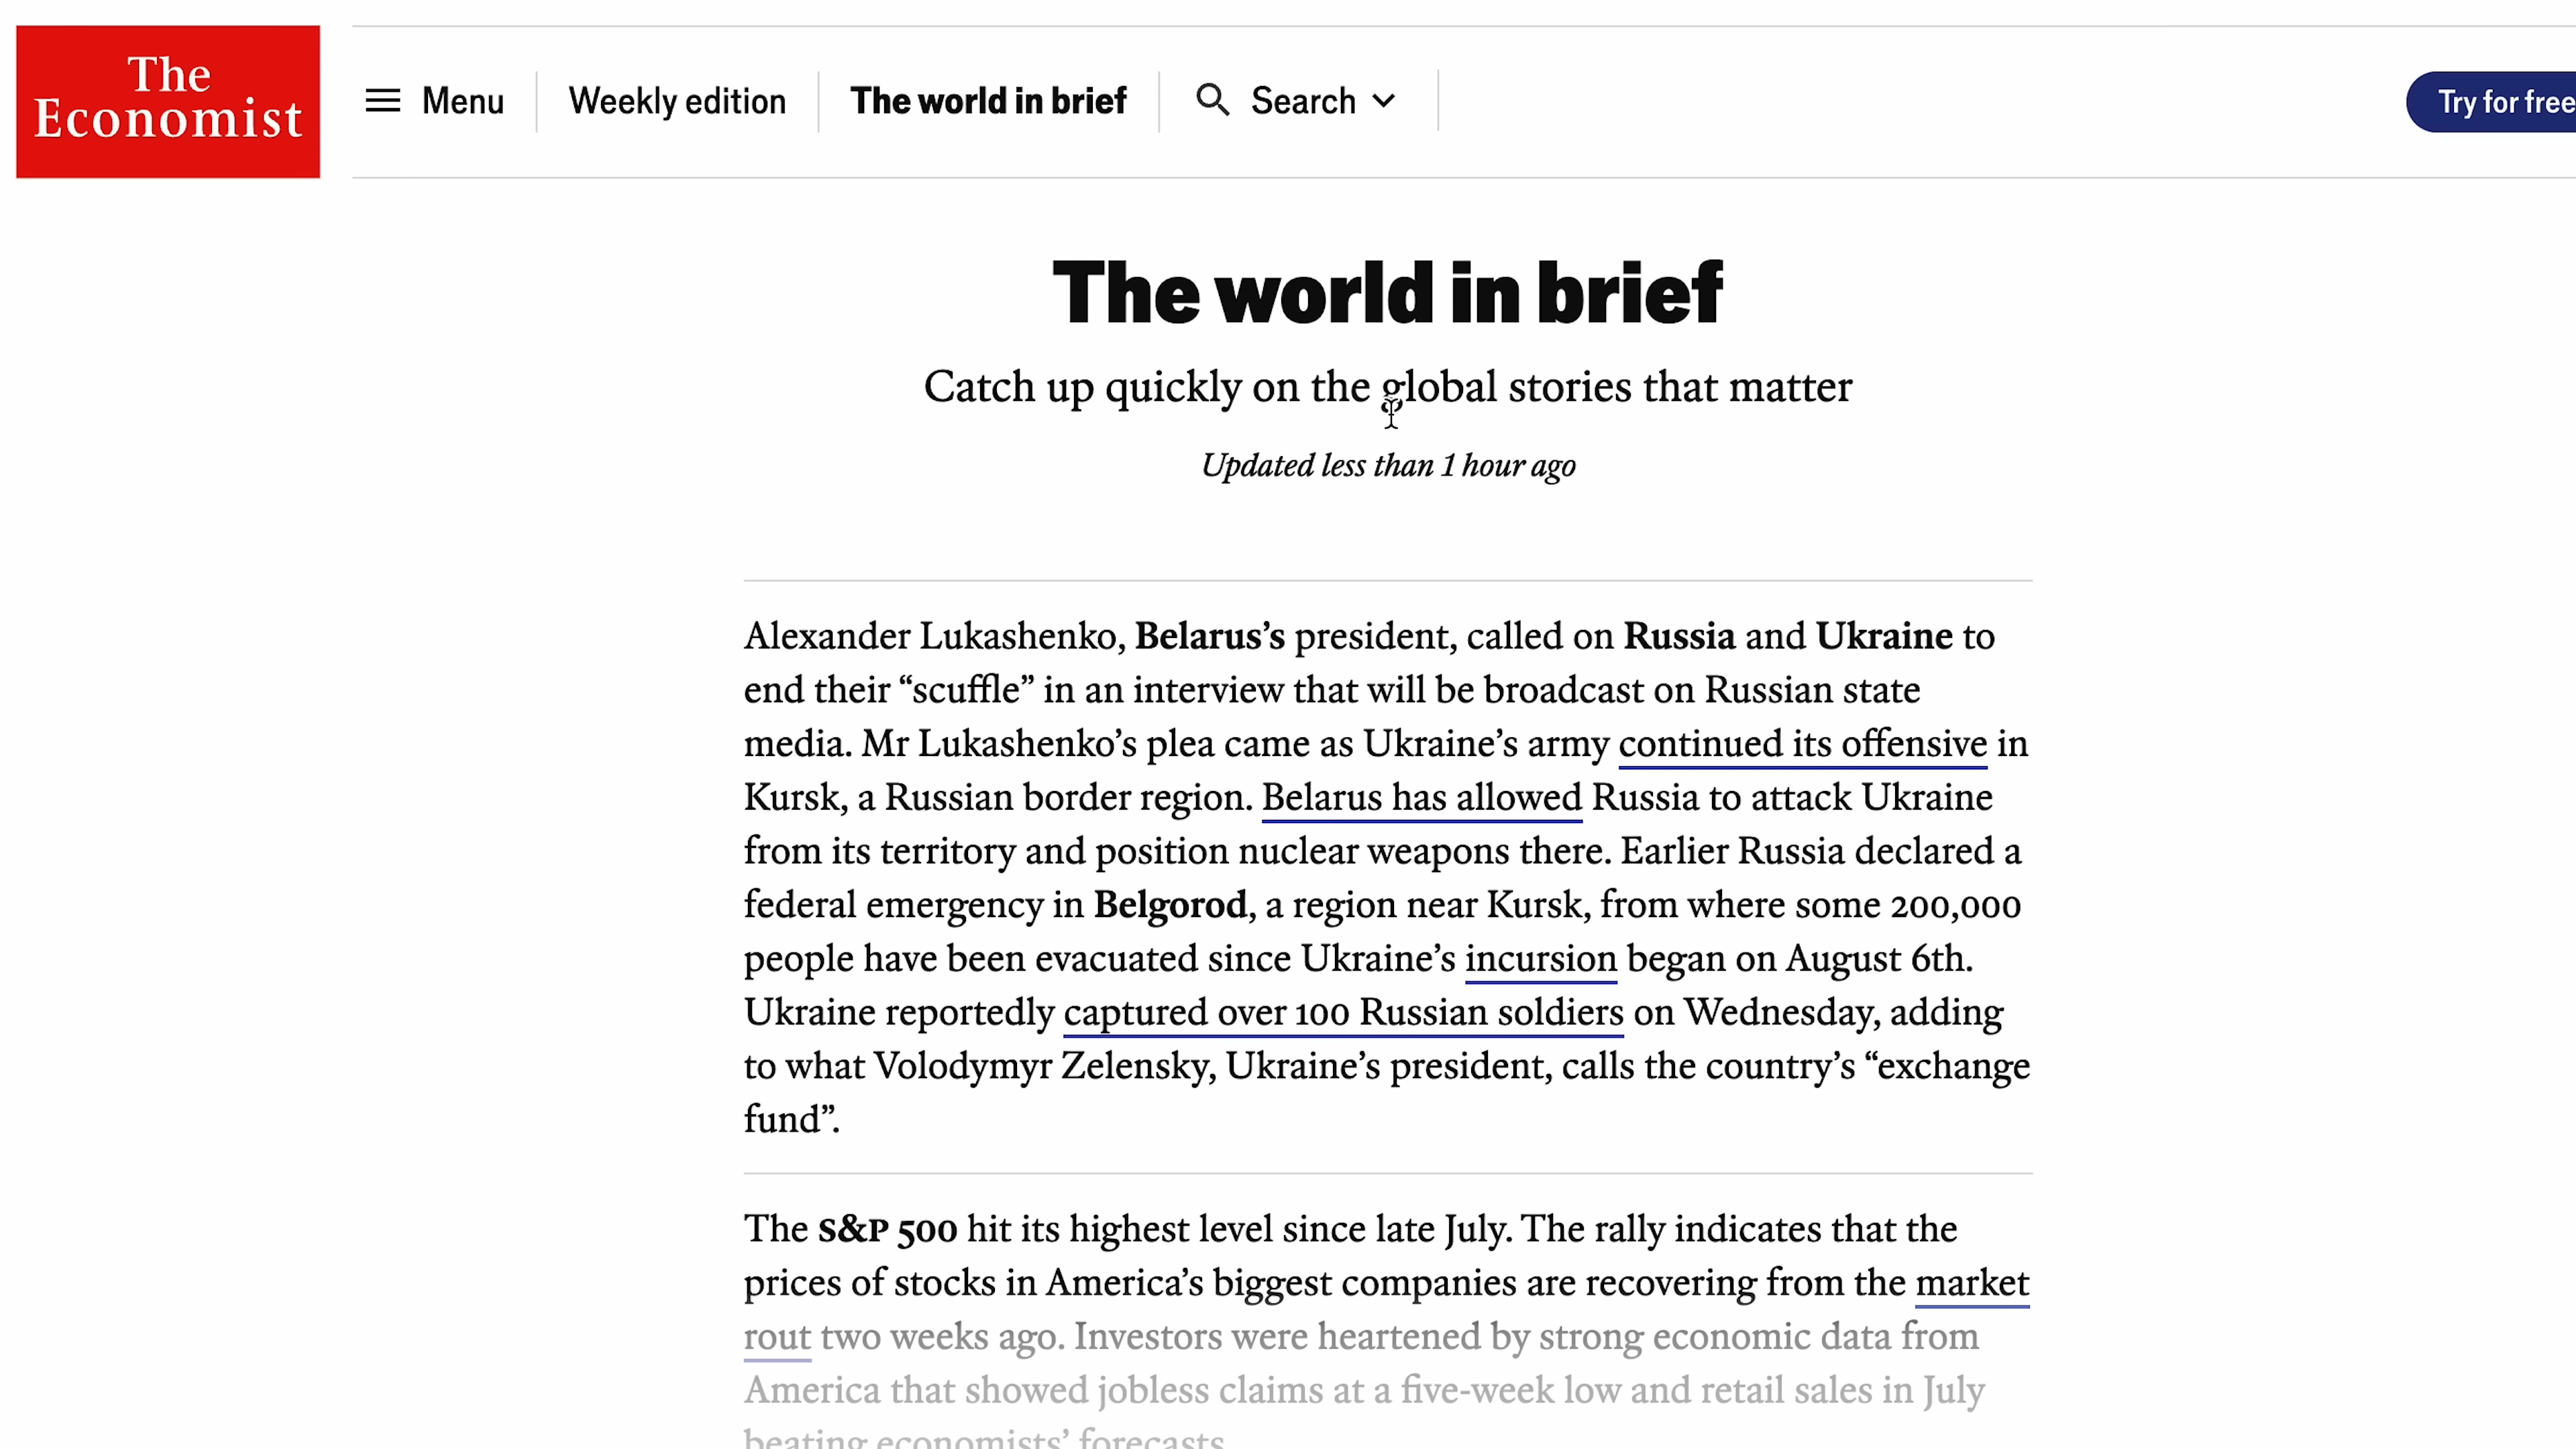 The
Economist
Menu
Weekly edition
The world in brief
Search
Try for free
The world in brief
Catch up quickly on the global stories that matter
Updated less than 1 hour ago
Alexander Lukashenko, Belarus’s president, called on Russia and Ukraine to
end their “scuffle” in an interview that will be broadcast on Russian state
media. Mr Lukashenko’s plea came as Ukraine’s army continued its offensive in
Kursk, a Russian border region. Belarus has allowed Russia to attack Ukraine
from its territory and position nuclear weapons there. Earlier Russia declared a
federal emergency in Belgorod, a region near Kursk, from where some 200,000
people have been evacuated since Ukraine’s incursion began on August 6th.
Ukraine reportedly captured over 100 Russian soldiers on Wednesday, adding
to what Volodymyr Zelensky, Ukraine’s president, calls the country’s “exchange
fund”.
The S&P 500 hit its highest level since late July. The rally indicates that the
prices of stocks in America’s biggest companies are recovering from the market
rout two weeks ago. Investors were heartened by strong economic data from
America that showed jobless claims at a five-week low and retail sales in July
beating economists’ forecasts.